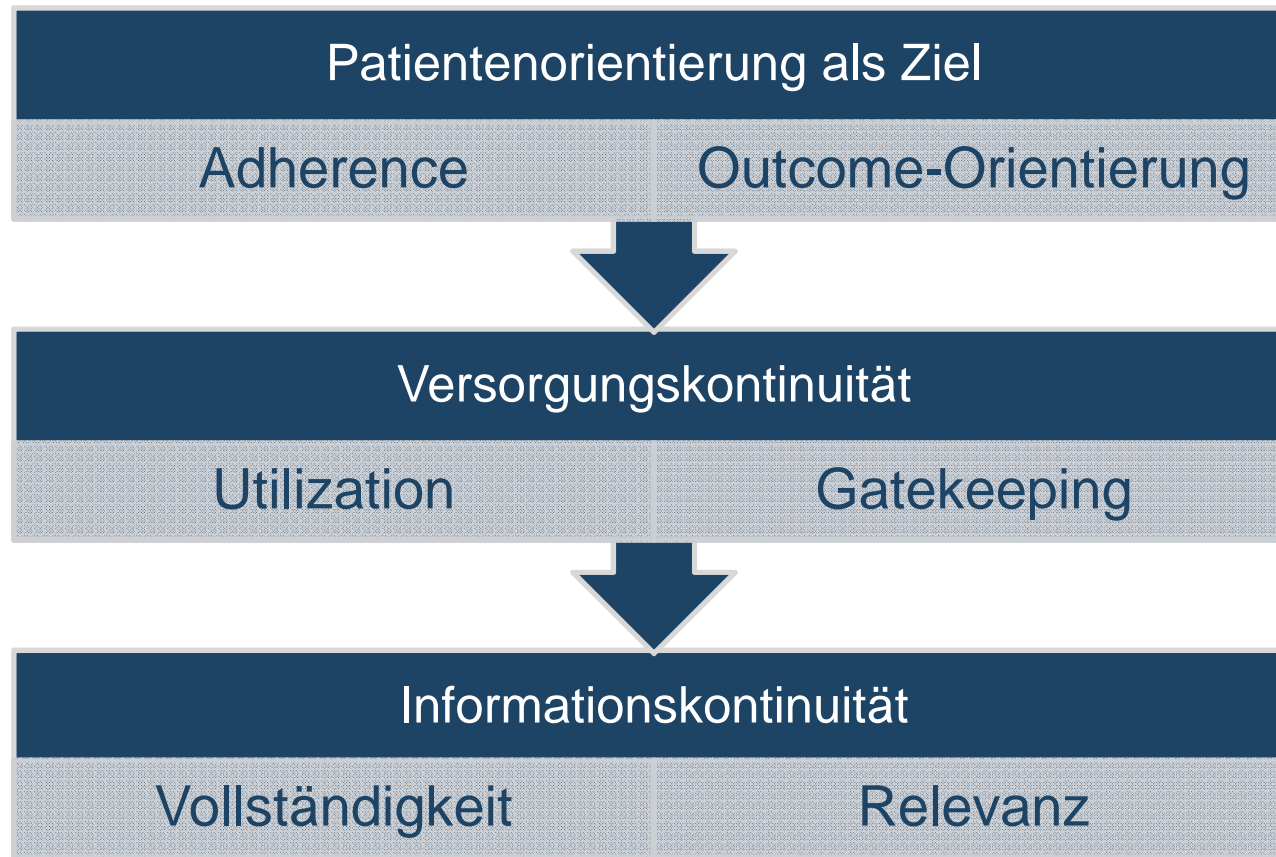 Patientenorientierung als Ziel
Adherence
Outcome-Orientierung
Versorgungskontinuität
Utilization
Gatekeeping
Informationskontinuität
Vollständigkeit
Relevanz